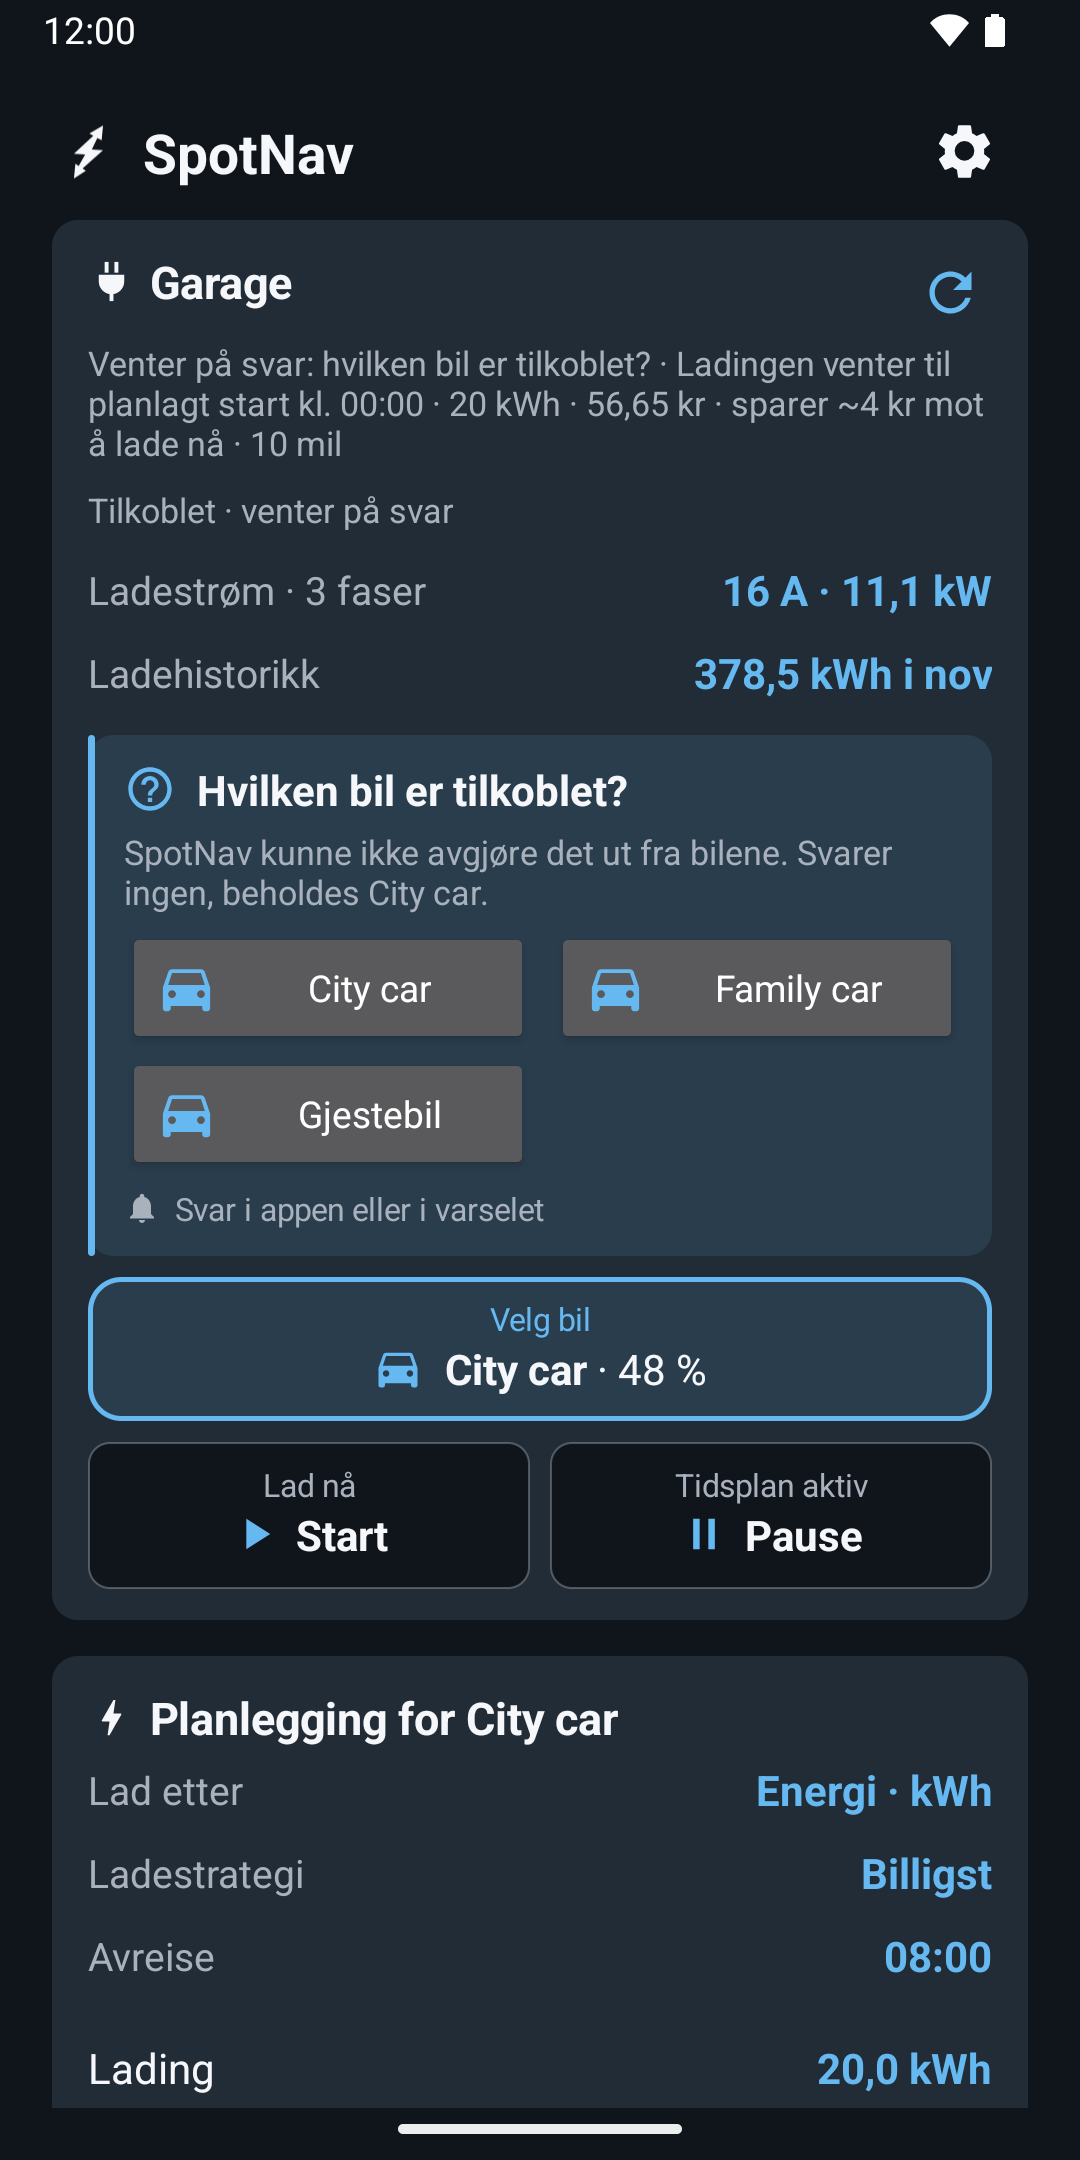 12:00
SpotNav
Garage
Venter på svar: hvilken bil er tilkoblet? · Ladingen venter til
planlagt start kl. 00:00 · 20 kWh · 56,65 kr · sparer ~4 kr mot
å lade nå · 10 mil
Tilkoblet · venter på svar
Ladestrøm · 3 faser 16 A · 11,1 kW
Ladehistorikk 378,5 kWh i nov
Hvilken bil er tilkoblet?
SpotNav kunne ikke avgjøre det ut fra bilene. Svarer
ingen, beholdes City car.
City car Family car
Gjestebil
Svar i appen eller i varselet
Velg bil
City car · 48 %
Lad nå Tidsplan aktiv
Start Pause
Planlegging for City car
Lad etter Energi · kWh
Ladestrategi Billigst
Avreise 08:00
Lading 20,0 kWh